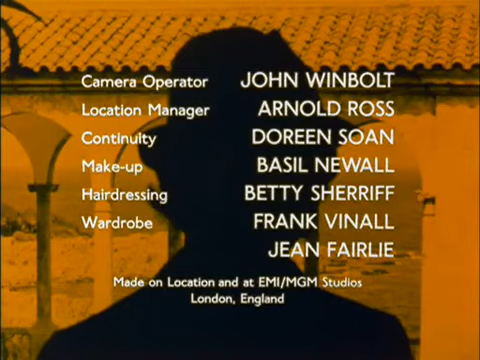 Camera Operator JOHN WINBOLT
Location Manager ARNOLD ROSS
Continuity DOREEN SOAN
Make-up BASIL NEWALL
Hairdressing BETTY SHERRIFF
Wardrobe FRANK VINALL
JEAN FAIRLIE
Made on Location and at EMI/MGM Studios
London, England